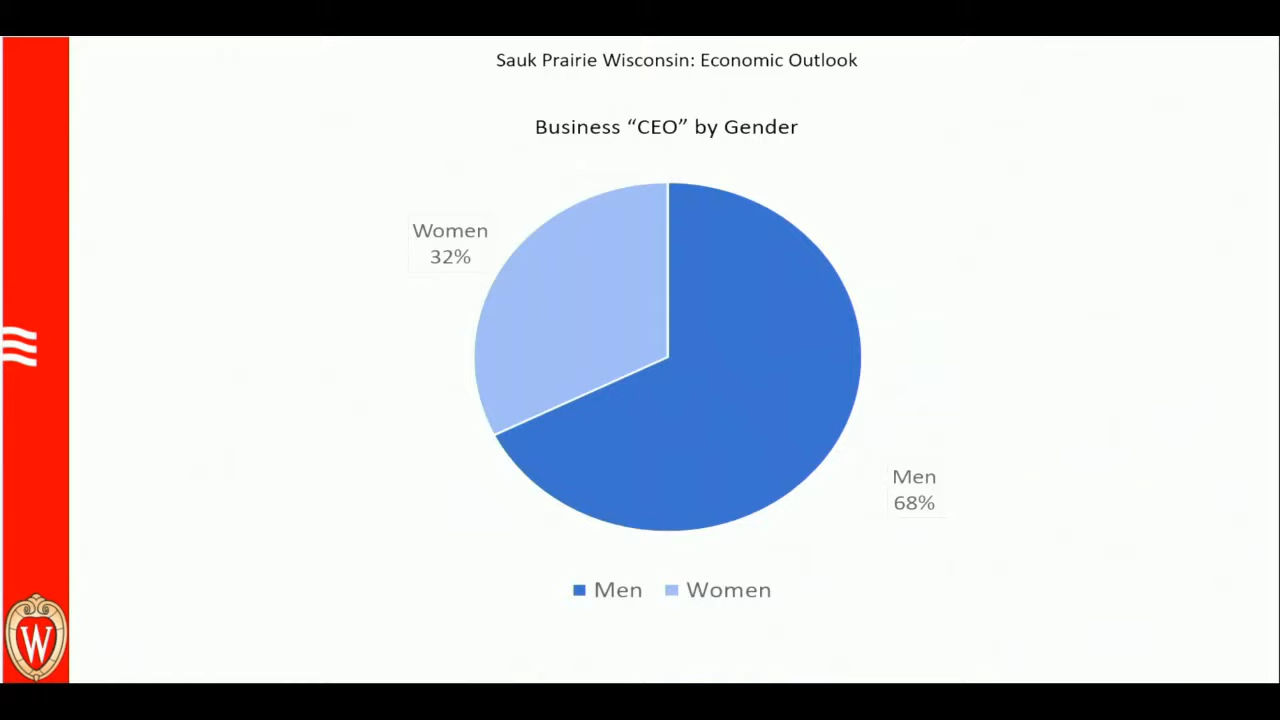 Sauk Prairie Wisconsin: Economic Outlook
Business “CEO” by Gender
Women
32%
Men
68%
Men
Women
W